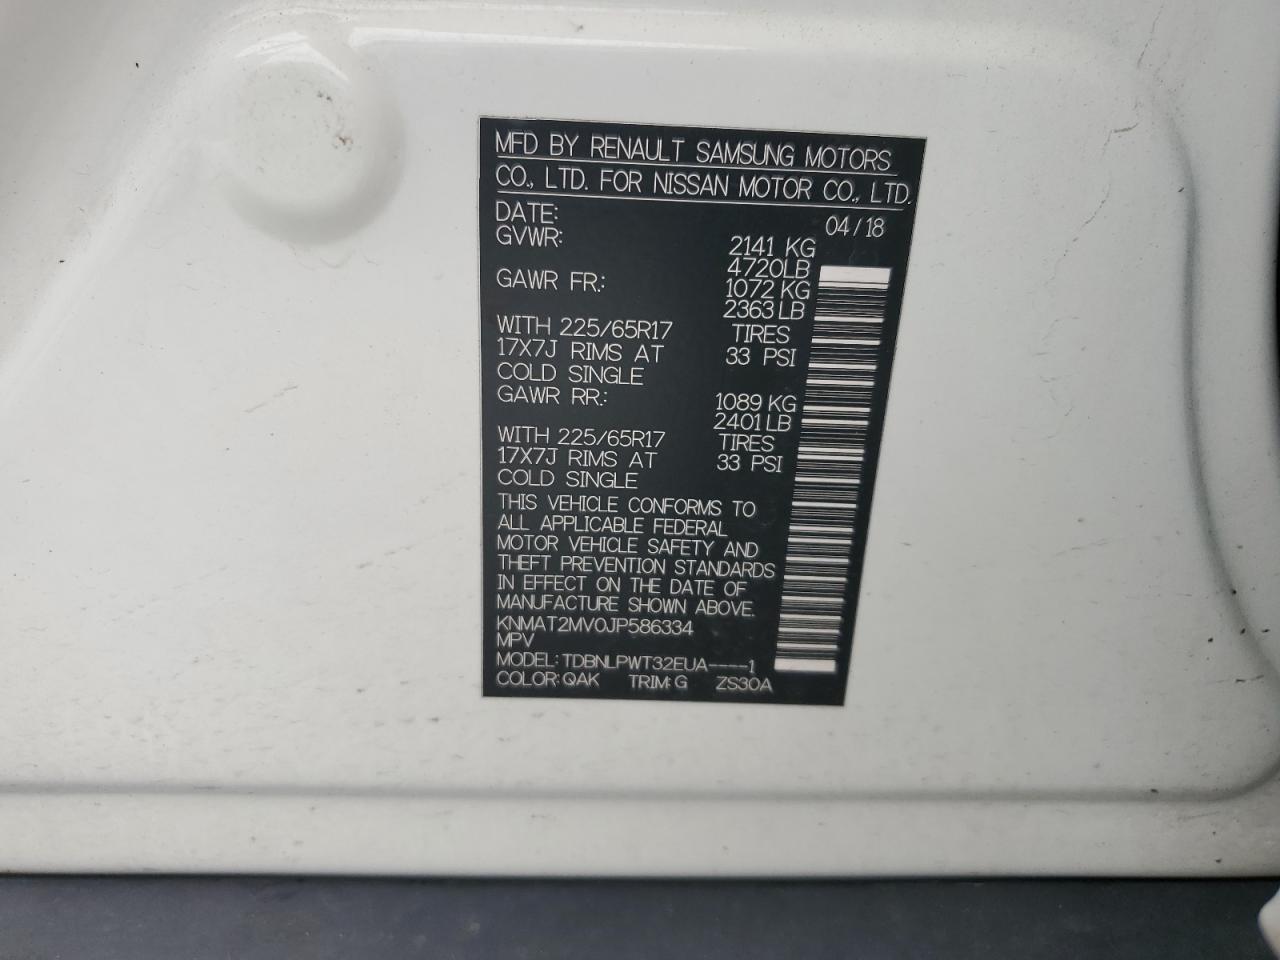 MFD BY RENAULT SAMSUNG MOTORS
CO., LTD. FOR NISSAN MOTOR CO., LTD.
DATE: 04/18
GVWR: 2141 KG
4720LB
GAWR FR.: 1072 KG
2363 LB
WITH 225/65R17 TIRES
17X7J RIMS AT 33 PSI
COLD SINGLE
GAWR RR.: 1089 KG
2401 LB
WITH 225/65R17 TIRES
17X7J RIMS AT 33 PSI
COLD SINGLE
THIS VEHICLE CONFORMS TO
ALL APPLICABLE FEDERAL
MOTOR VEHICLE SAFETY AND
THEFT PREVENTION STANDARDS
IN EFFECT ON THE DATE OF
MANUFACTURE SHOWN ABOVE.
KNMAT2MV0JP586334
MPV
MODEL: TDBNLPWT32EUA----1
COLOR: QAK TRIM: G ZS30A